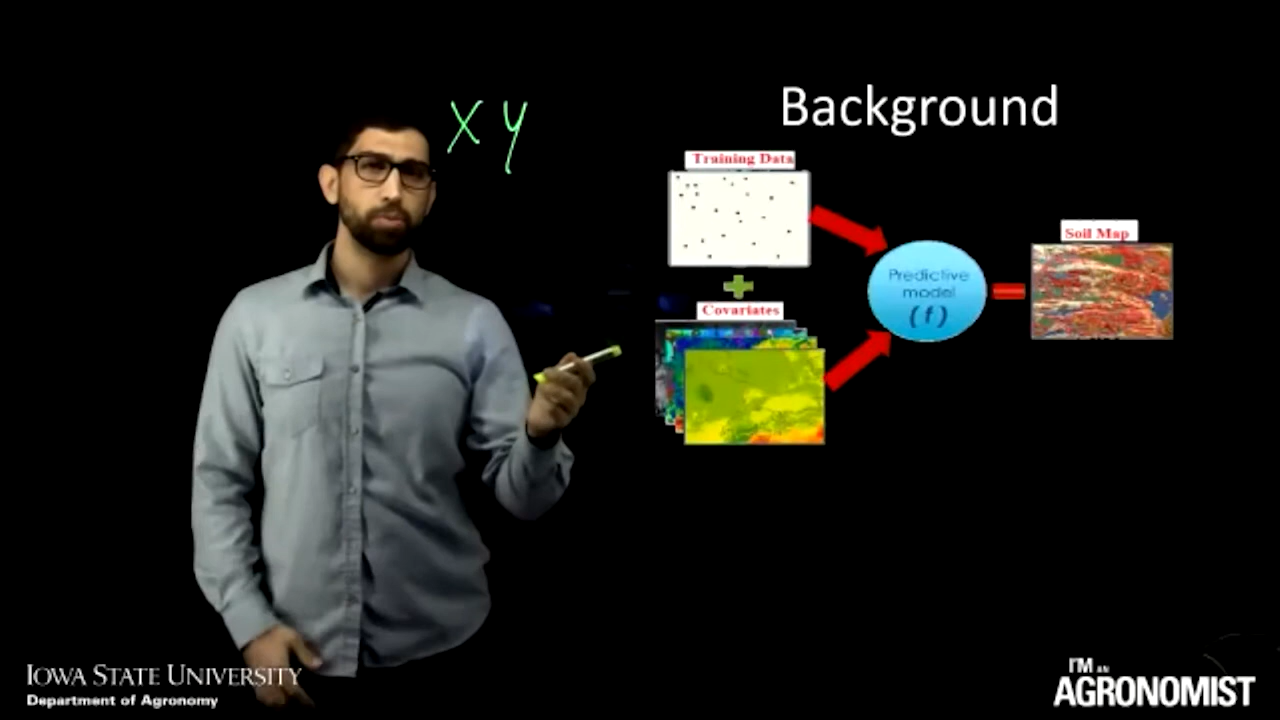 X Y
Background
Training Data
Covariates
Predictive
model
(f)
Soil Map
IOWA STATE UNIVERSITY
Department of Agronomy
I'M AN
AGRONOMIST